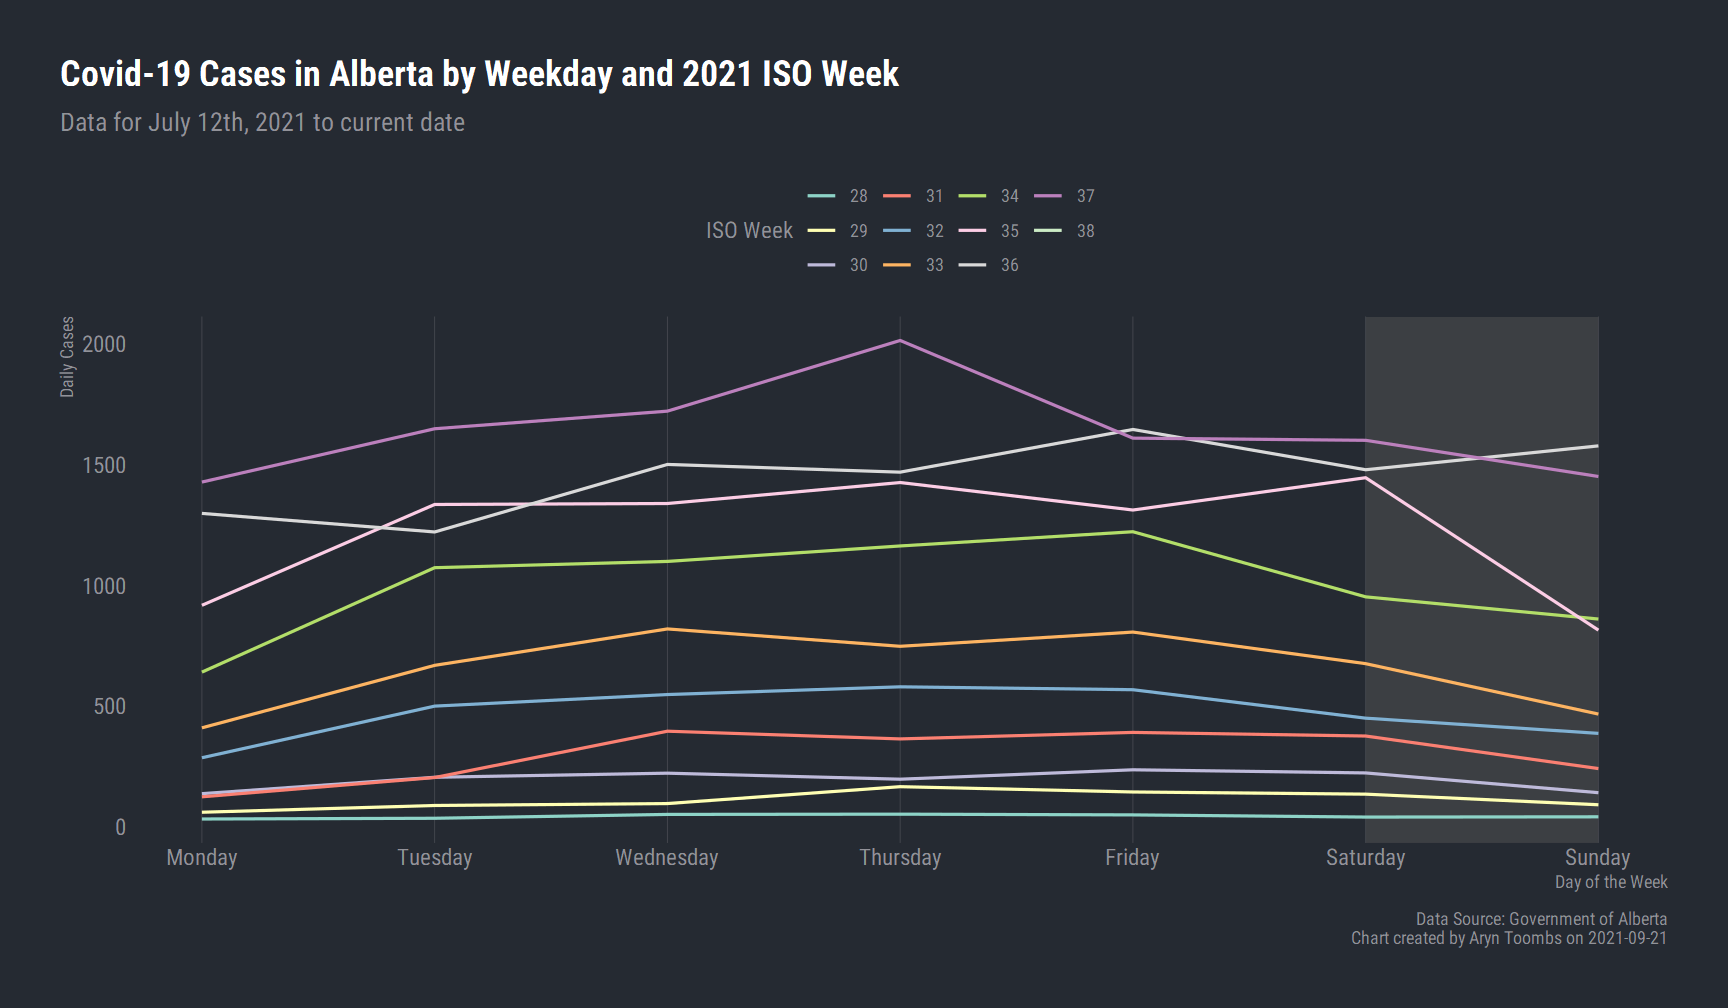 Covid-19 Cases in Alberta by Weekday and 2021 ISO Week
Data for July 12th, 2021 to current date
28 31 34 37
ISO Week 29 32 35 38
30 33 36
Daily Cases
2000
1500
1000
500
0
Monday Tuesday Wednesday Thursday Friday Saturday Sunday
Day of the Week
Data Source: Government of Alberta
Chart created by Aryn Toombs on 2021-09-21